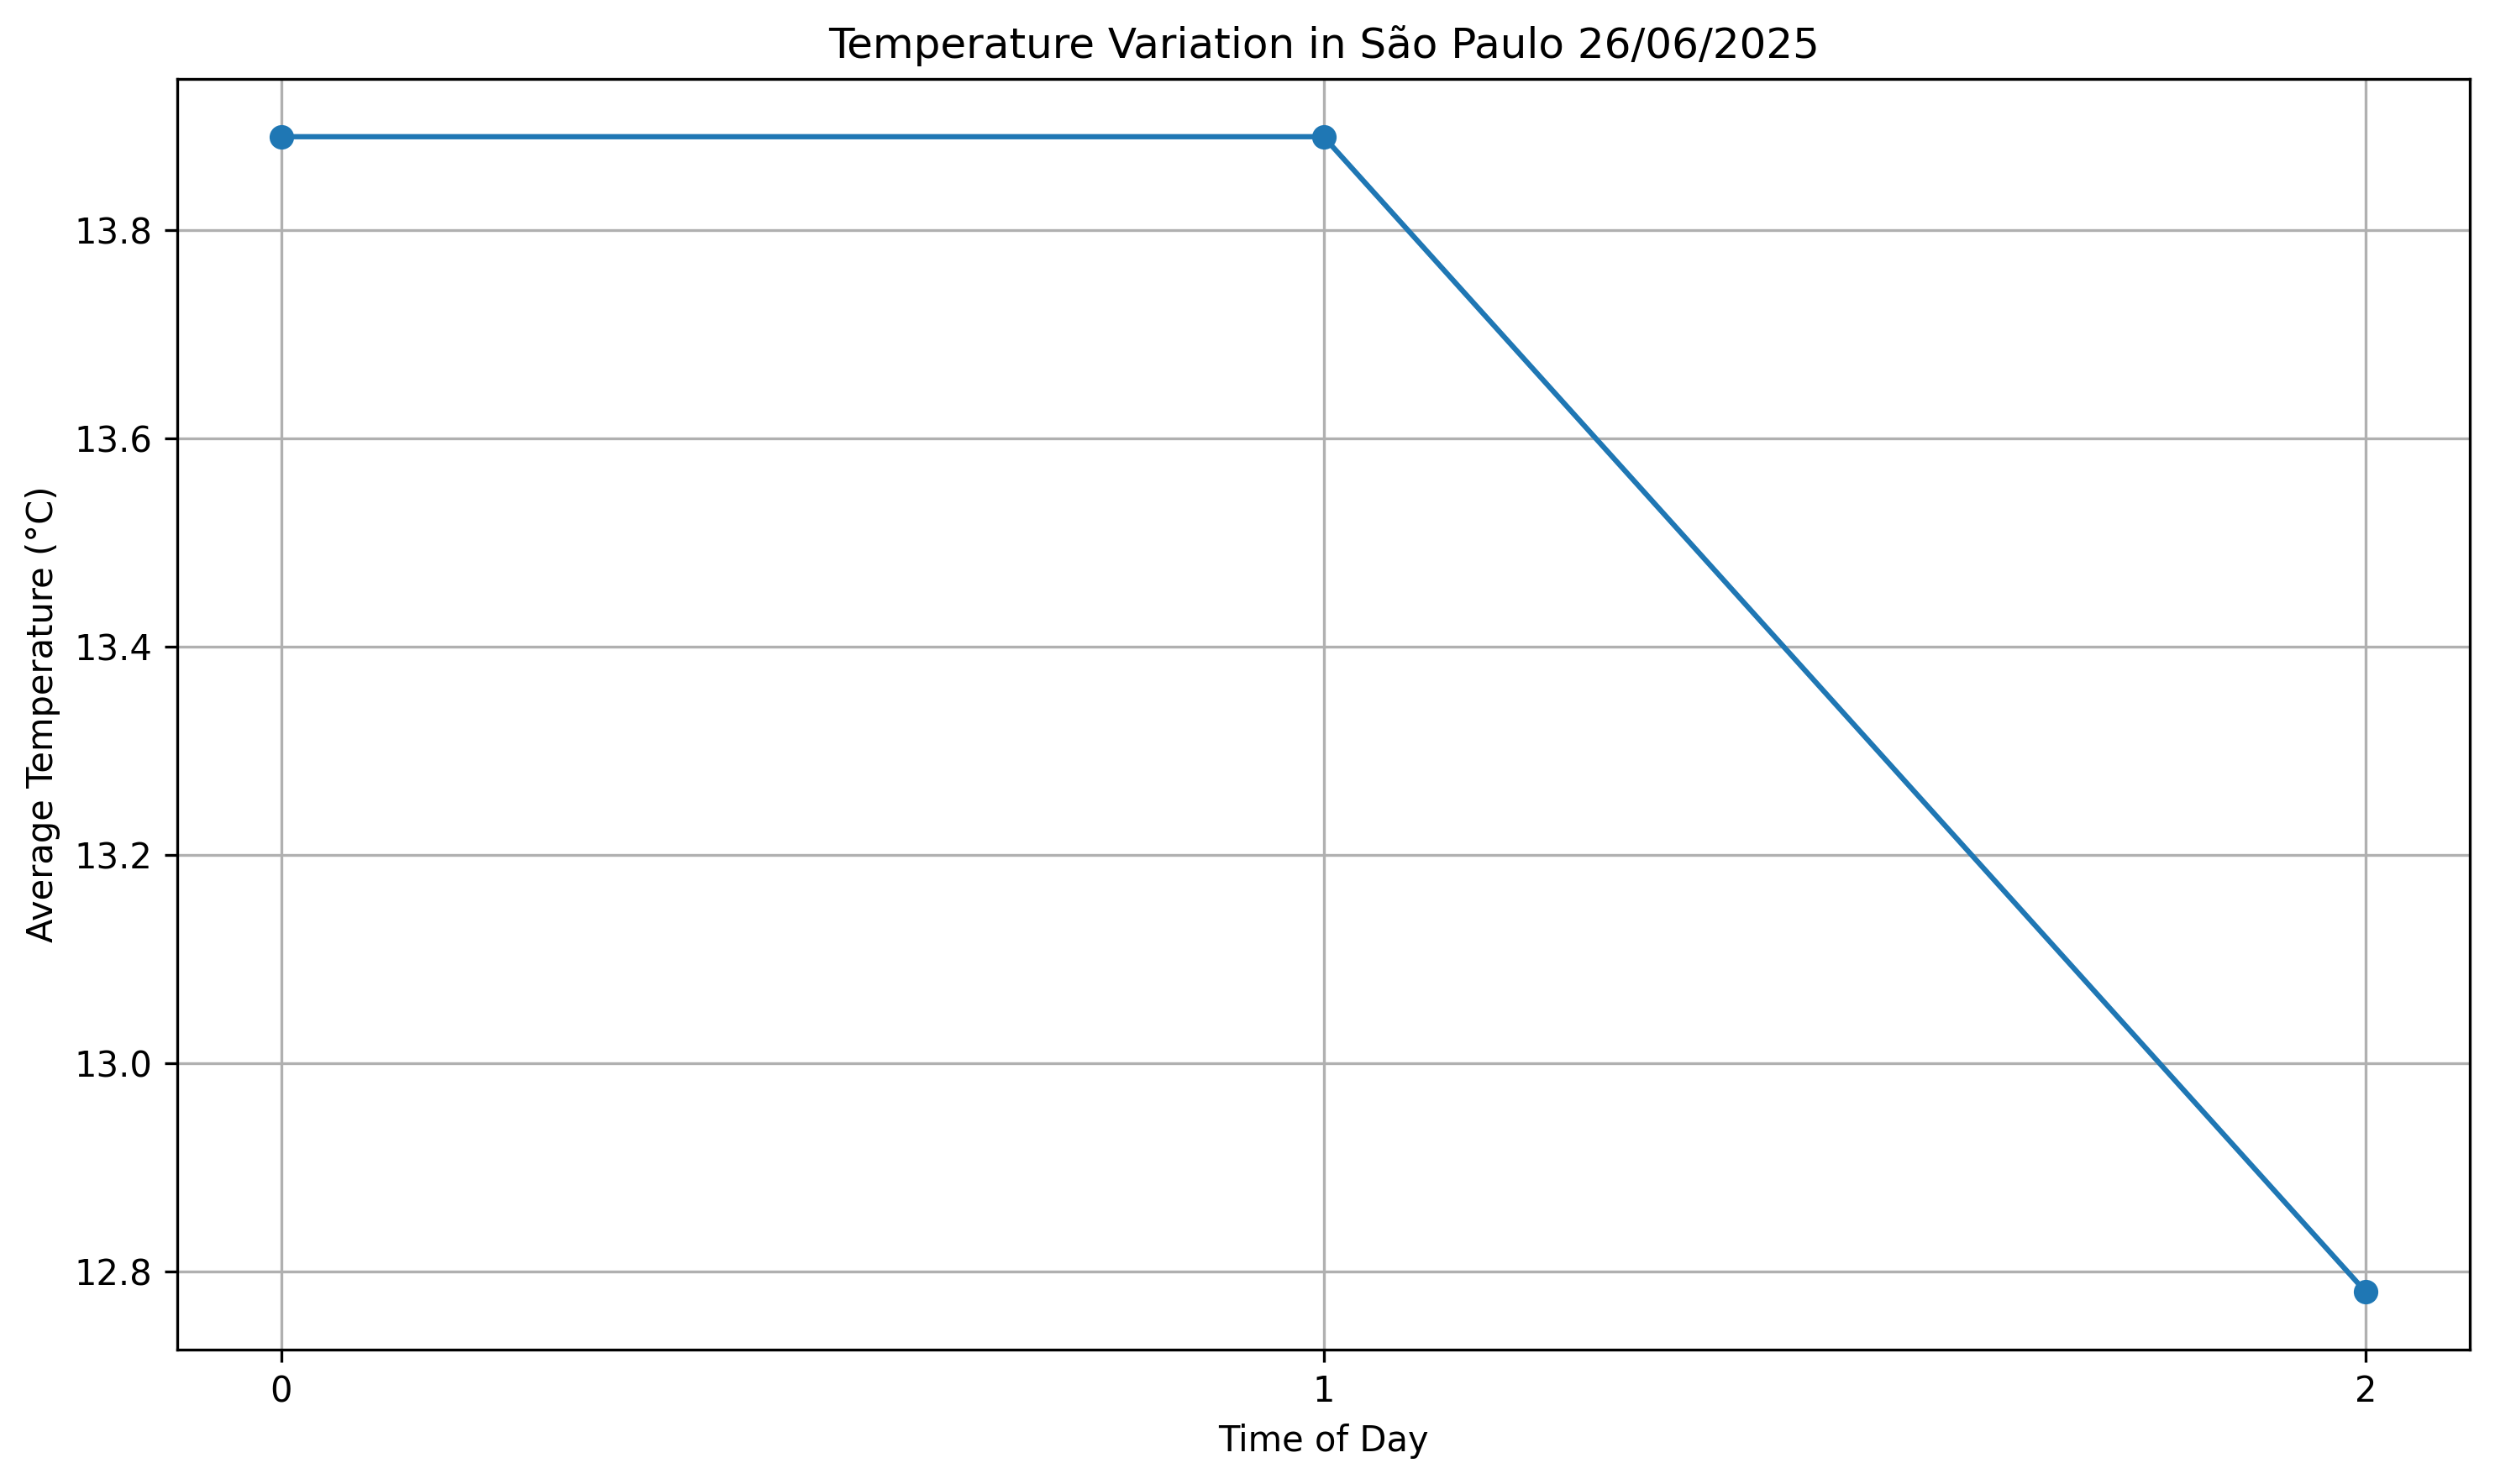 Temperature Variation in São Paulo 26/06/2025
13.8
13.6
13.4
13.2
13.0
12.8
Average Temperature (°C)
0 1 2
Time of Day